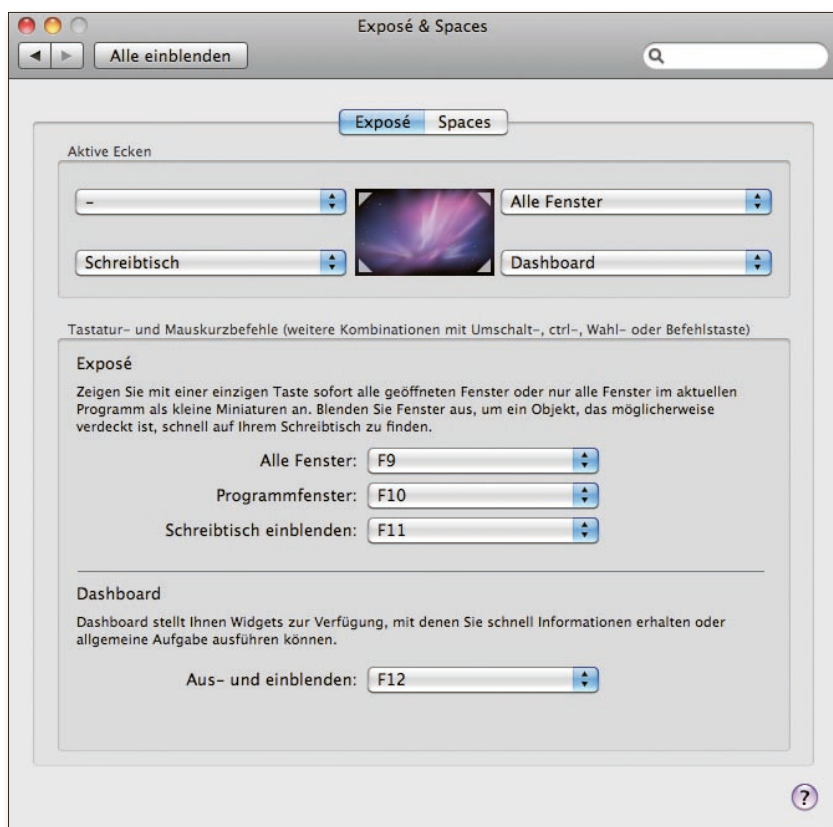 Exposé & Spaces
Alle einblenden
Exposé Spaces
Aktive Ecken
– Alle Fenster
Schreibtisch Dashboard
Tastatur- und Mauskurzbefehle (weitere Kombinationen mit Umschalt-, ctrl-, Wahl- oder Befehlstaste)
Exposé
Zeigen Sie mit einer einzigen Taste sofort alle geöffneten Fenster oder nur alle Fenster im aktuellen
Programm als kleine Miniaturen an. Blenden Sie Fenster aus, um ein Objekt, das möglicherweise
verdeckt ist, schnell auf Ihrem Schreibtisch zu finden.
Alle Fenster: F9
Programmfenster: F10
Schreibtisch einblenden: F11
Dashboard
Dashboard stellt Ihnen Widgets zur Verfügung, mit denen Sie schnell Informationen erhalten oder
allgemeine Aufgabe ausführen können.
Aus- und einblenden: F12
?